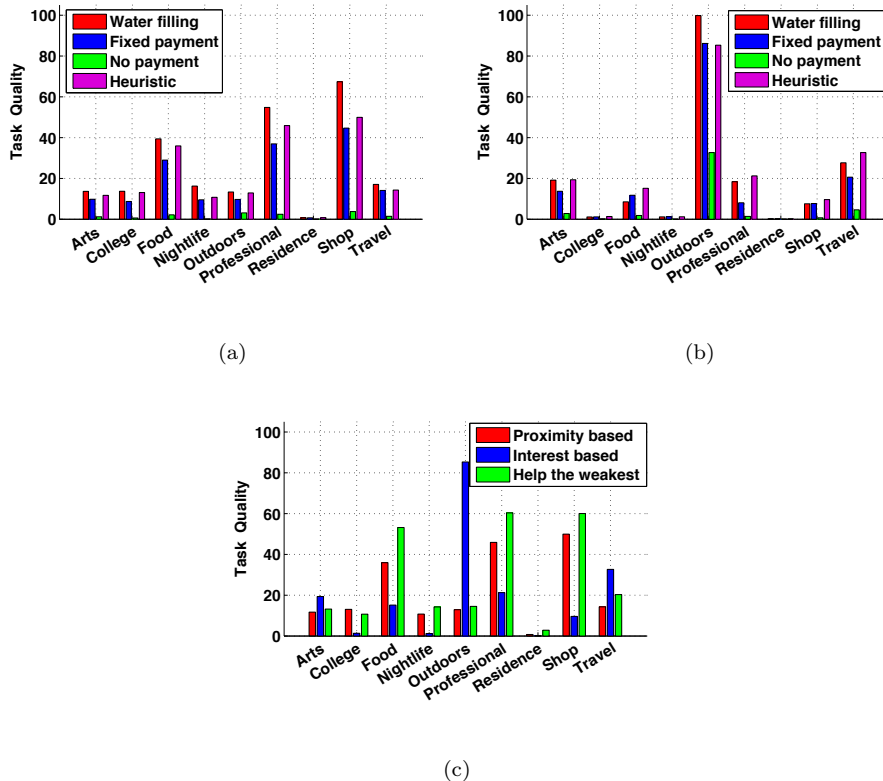 100
80
60
40
20
0
Task Quality
Water filling
Fixed payment
No payment
Heuristic
Arts
College
Food
Nightlife
Outdoors
Professional
Residence
Shop
Travel
(a)
100
80
60
40
20
0
Task Quality
Water filling
Fixed payment
No payment
Heuristic
Arts
College
Food
Nightlife
Outdoors
Professional
Residence
Shop
Travel
(b)
100
80
60
40
20
0
Task Quality
Proximity based
Interest based
Help the weakest
Arts
College
Food
Nightlife
Outdoors
Professional
Residence
Shop
Travel
(c)